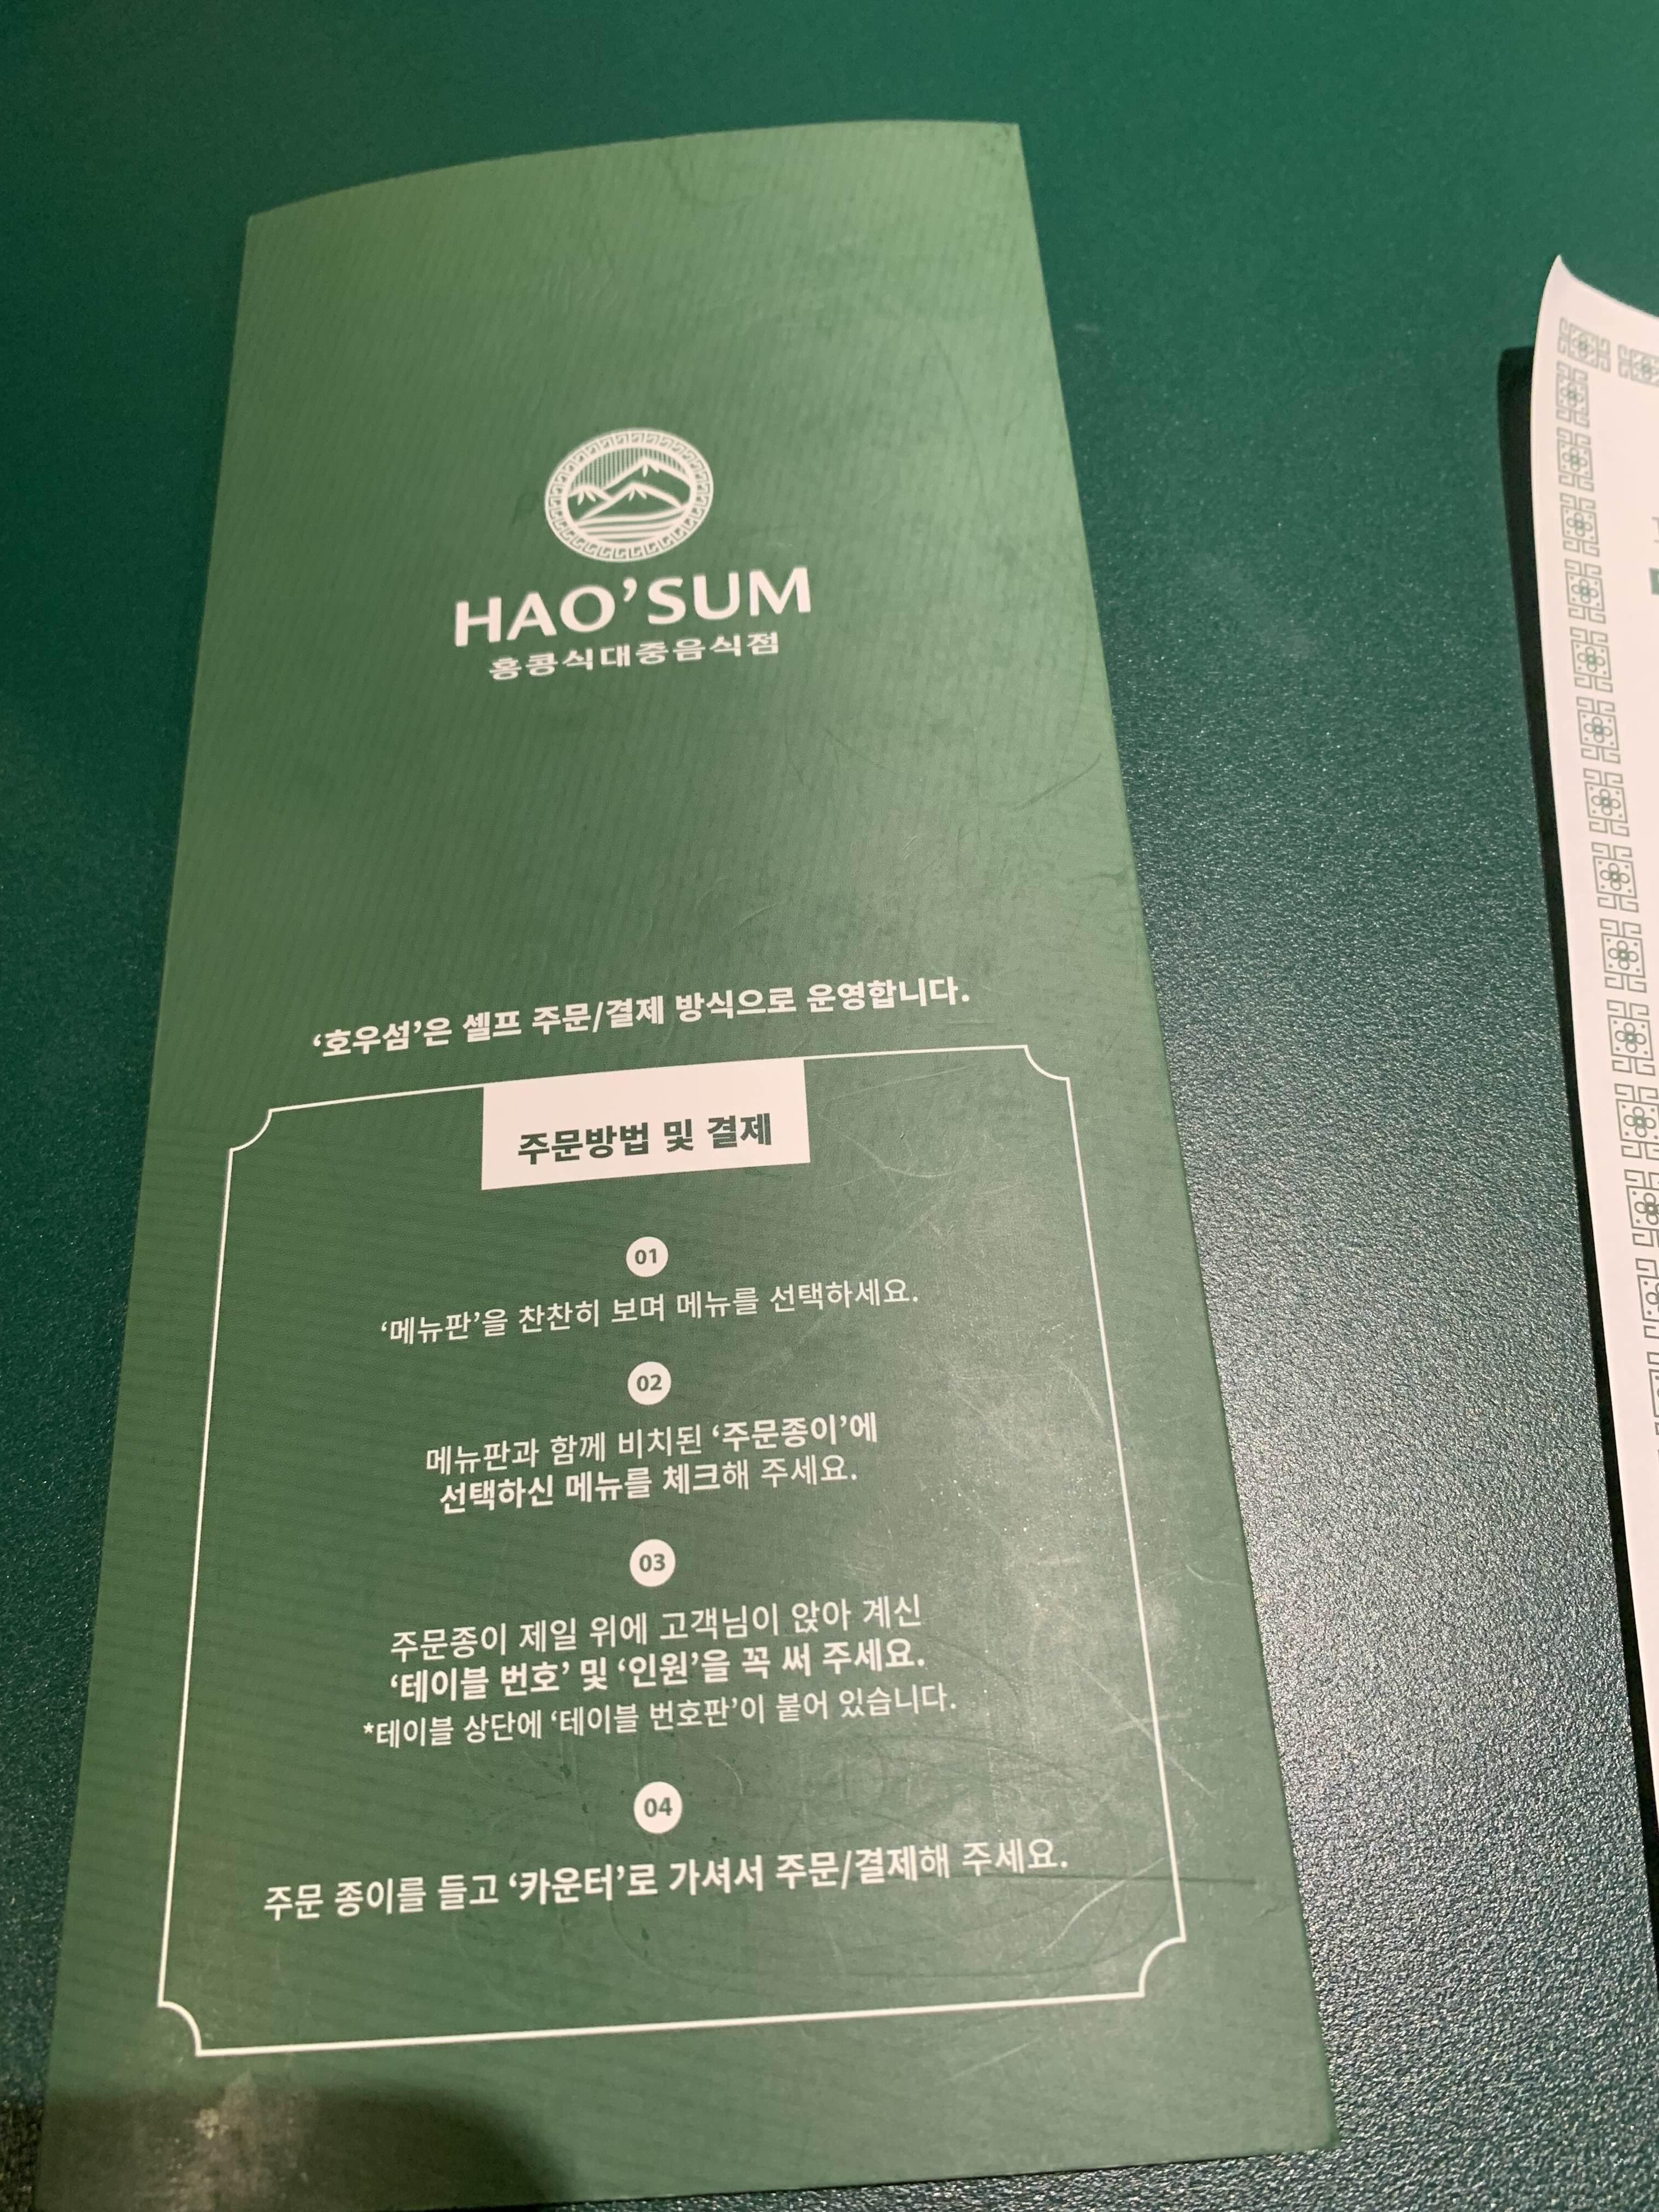 HAO’SUM
홍콩식대중음식점
‘호우섬’은 셀프 주문/결제 방식으로 운영합니다.
주문방법 및 결제
01
‘메뉴판’을 찬찬히 보며 메뉴를 선택하세요.
02
메뉴판과 함께 비치된 ‘주문종이’에
선택하신 메뉴를 체크해 주세요.
03
주문종이 제일 위에 고객님이 앉아 계신
‘테이블 번호’ 및 ‘인원’을 꼭 써 주세요.
*테이블 상단에 ‘테이블 번호판’이 붙어 있습니다.
04
주문 종이를 들고 ‘카운터’로 가셔서 주문/결제해 주세요.